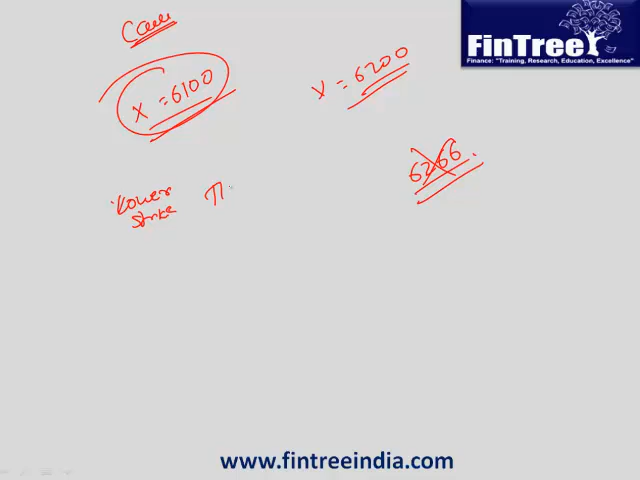 Call
X = 6100
X = 6200
6266.
Lower
strike
FinTree
Finance: "Training, Research, Education, Excellence"
www.fintreeindia.com